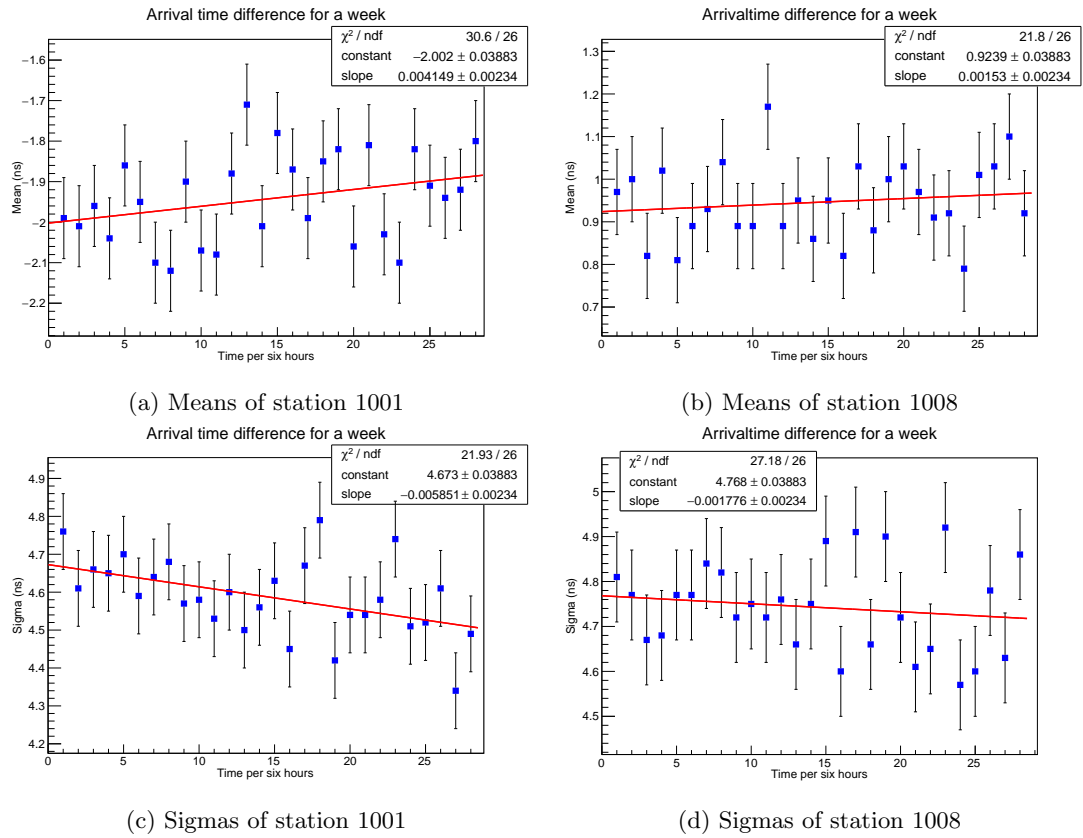 Arrival time difference for a week
χ² / ndf 30.6 / 26
constant −2.002 ± 0.03883
slope 0.004149 ± 0.00234
Mean (ns)
−1.6
−1.7
−1.8
−1.9
−2
−2.1
−2.2
0 5 10 15 20 25
Time per six hours
(a) Means of station 1001
Arrivaltime difference for a week
χ² / ndf 21.8 / 26
constant 0.9239 ± 0.03883
slope 0.00153 ± 0.00234
Mean (ns)
1.3
1.2
1.1
1
0.9
0.8
0.7
0 5 10 15 20 25
Time per six hours
(b) Means of station 1008
Arrival time difference for a week
χ² / ndf 21.93 / 26
constant 4.673 ± 0.03883
slope −0.005851 ± 0.00234
Sigma (ns)
4.9
4.8
4.7
4.6
4.5
4.4
4.3
4.2
0 5 10 15 20 25
Time per six hours
(c) Sigmas of station 1001
Arrivaltime difference for a week
χ² / ndf 27.18 / 26
constant 4.768 ± 0.03883
slope −0.001776 ± 0.00234
Sigma (ns)
5
4.9
4.8
4.7
4.6
4.5
0 5 10 15 20 25
Time per six hours
(d) Sigmas of station 1008